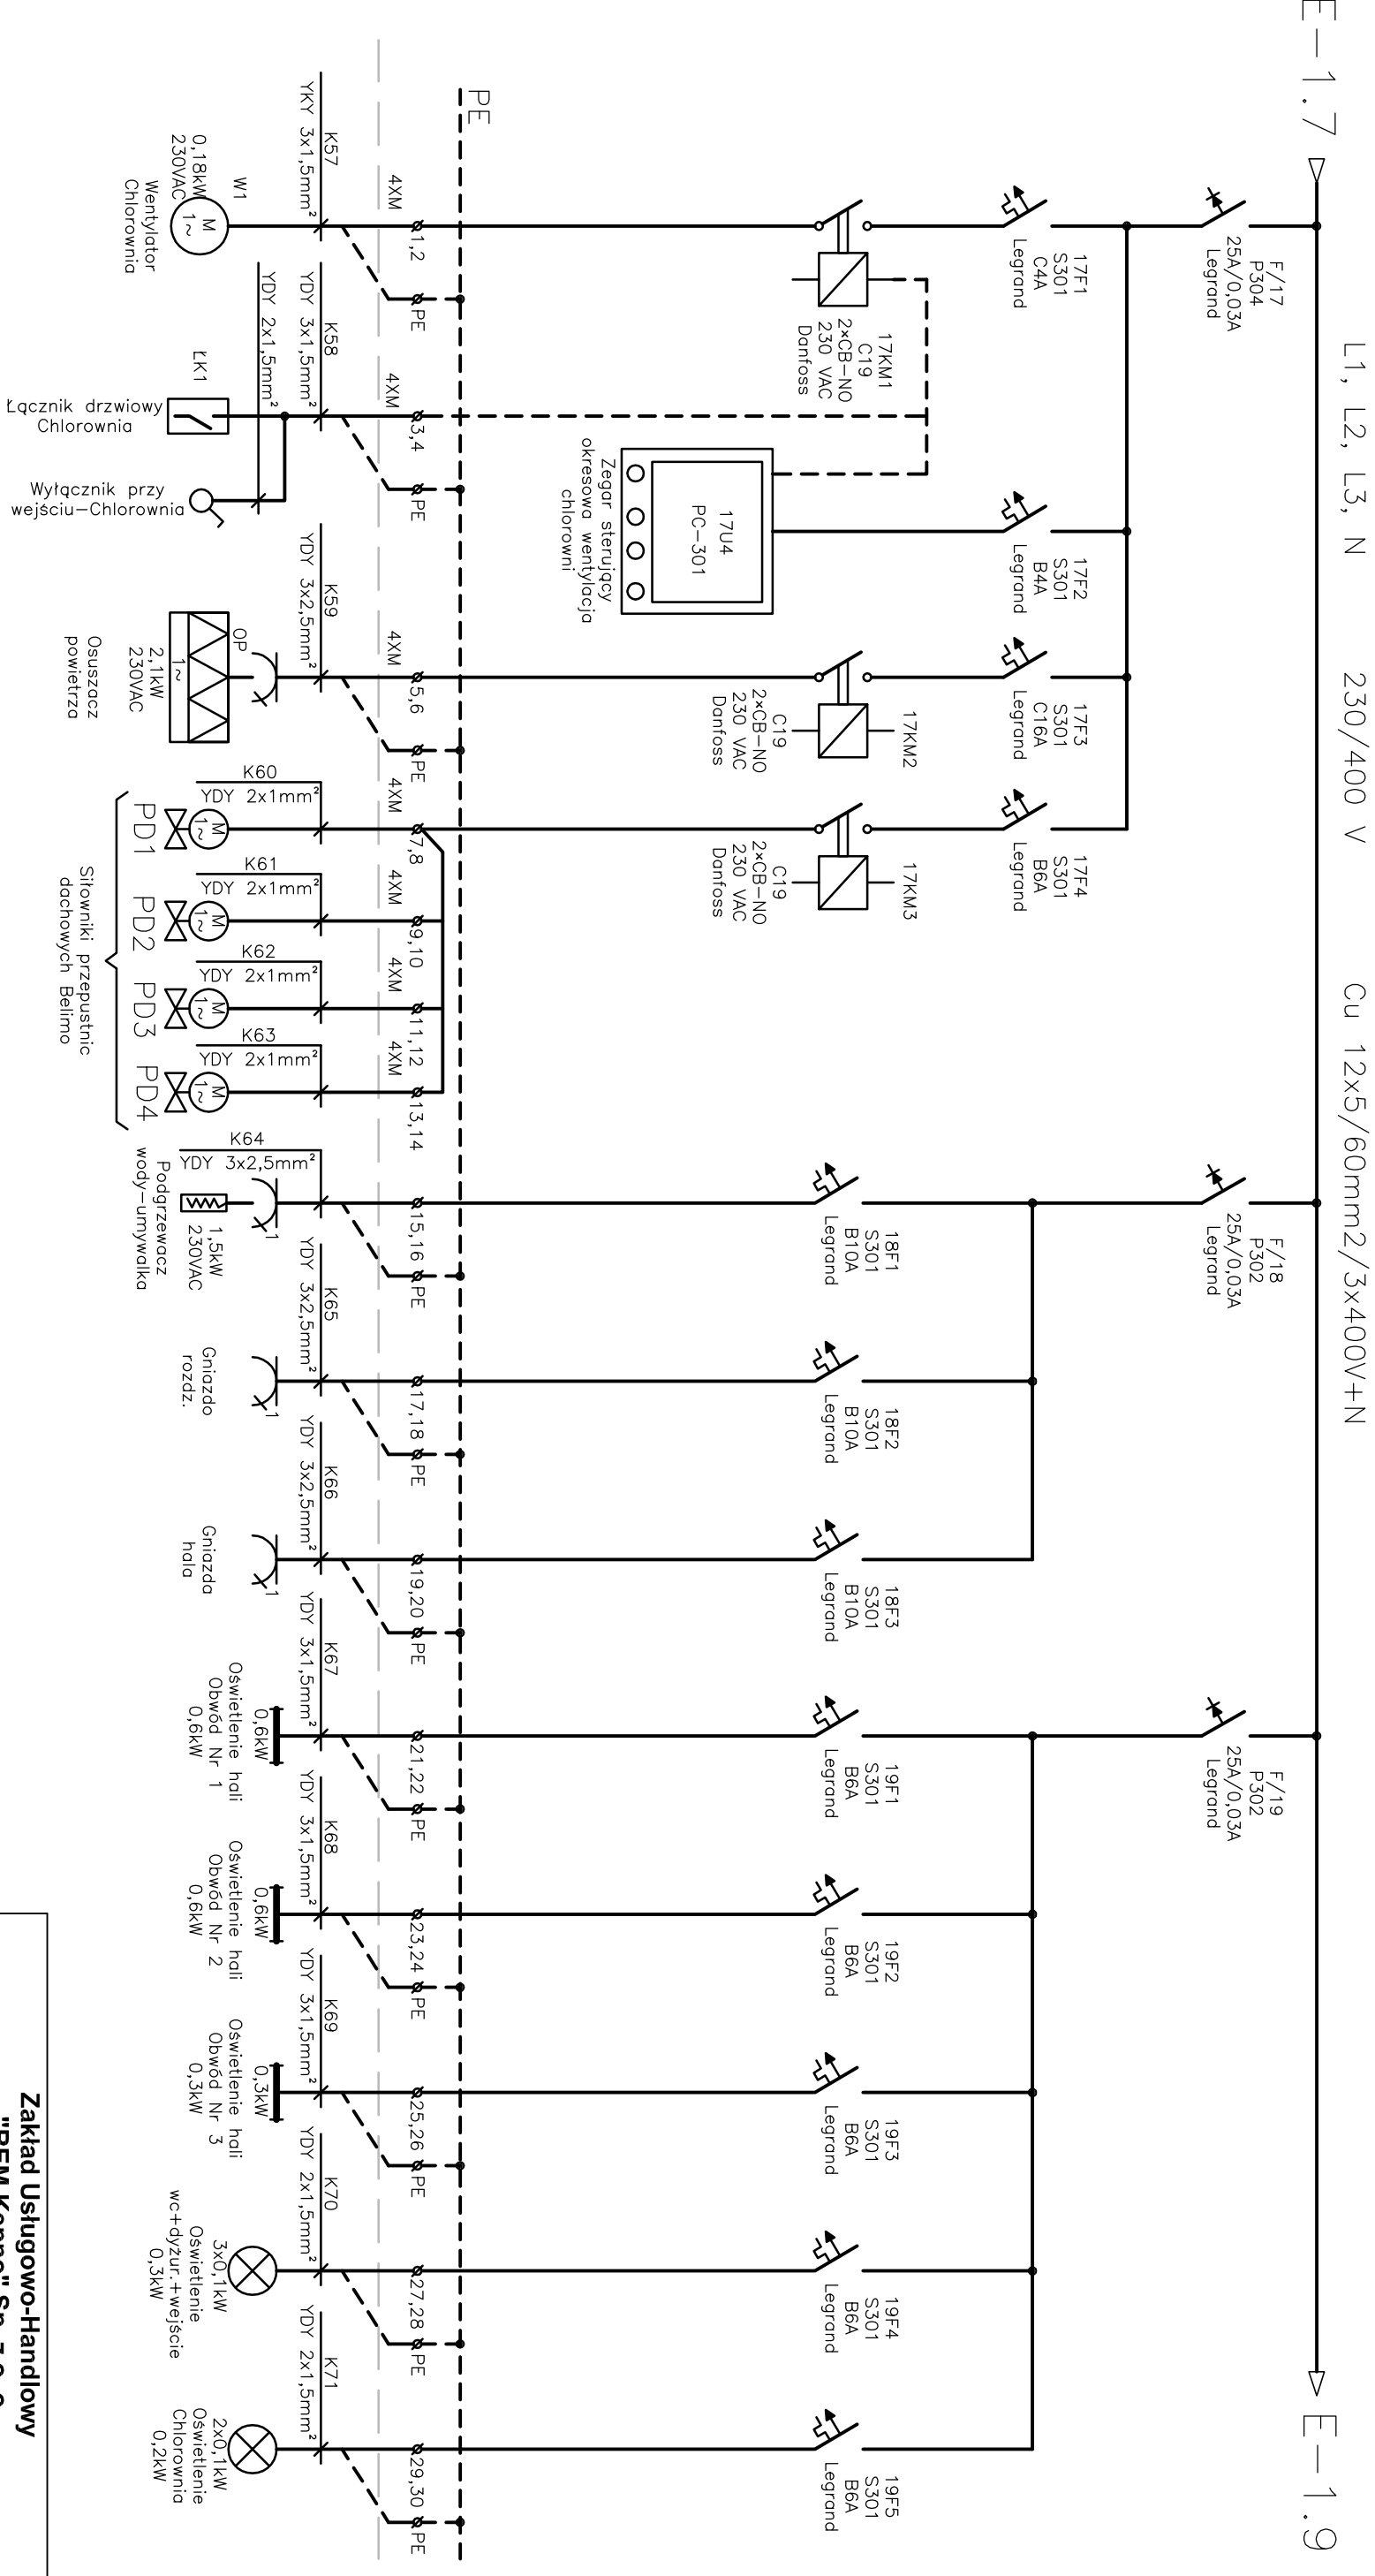 E-1.7
L1, L2, L3, N
230/400 V
Cu 12x5/60mm2/3x400V+N
E-1.9
F/17
P304
25A/0,03A
Legrand
F/18
P302
25A/0,03A
Legrand
F/19
P302
25A/0,03A
Legrand
17F1
S301
C4A
Legrand
17F2
S301
B4A
Legrand
17F3
S301
C16A
Legrand
17F4
S301
B6A
Legrand
17KM1
C19
2×CB-NO
230 VAC
Danfoss
17U4
PC-301
Zegar sterujący
okresowa wentylacja
chlorowni
17KM2
C19
2×CB-NO
230 VAC
Danfoss
17KM3
C19
2×CB-NO
230 VAC
Danfoss
18F1
S301
B10A
Legrand
18F2
S301
B10A
Legrand
18F3
S301
B10A
Legrand
19F1
S301
B6A
Legrand
19F2
S301
B6A
Legrand
19F3
S301
B6A
Legrand
19F4
S301
B6A
Legrand
19F5
S301
B6A
Legrand
PE
4XM
1,2
PE
4XM
3,4
PE
4XM
5,6
PE
4XM
7,8
4XM
9,10
4XM
11,12
4XM
13,14
15,16
PE
17,18
PE
19,20
PE
21,22
PE
23,24
PE
25,26
PE
27,28
PE
29,30
PE
K57
YKY 3x1,5mm²
K58
YDY 3x1,5mm²
YDY 2x1,5mm²
K59
YDY 3x2,5mm²
K60
YDY 2x1mm²
K61
YDY 2x1mm²
K62
YDY 2x1mm²
K63
YDY 2x1mm²
K64
YDY 3x2,5mm²
K65
YDY 3x2,5mm²
K66
YDY 3x2,5mm²
K67
YDY 3x1,5mm²
K68
YDY 3x1,5mm²
K69
YDY 3x1,5mm²
K70
YDY 2x1,5mm²
K71
YDY 2x1,5mm²
W1
M
1~
0,18kW
230VAC
Wentylator
Chlorownia
ŁK1
Łącznik drzwiowy
Chlorownia
Wyłącznik przy
wejściu-Chlorownia
OP
1~
2,1kW
230VAC
Osuszacz
powietrza
M
1~
PD1
M
1~
PD2
M
1~
PD3
M
1~
PD4
Siłowniki przepustnic
dachowych Belimo
1
1,5kW
230VAC
Podgrzewacz
wody-umywalka
1
Gniazdo
rozdz.
1
Gniazda
hala
0,6kW
Oświetlenie hali
Obwód Nr 1
0,6kW
0,6kW
Oświetlenie hali
Obwód Nr 2
0,6kW
0,3kW
Oświetlenie hali
Obwód Nr 3
0,3kW
3x0,1kW
Oświetlenie
wc+dyżur.+wejście
0,3kW
2x0,1kW
Oświetlenie
Chlorownia
0,2kW
Zakład Usługowo-Handlowy